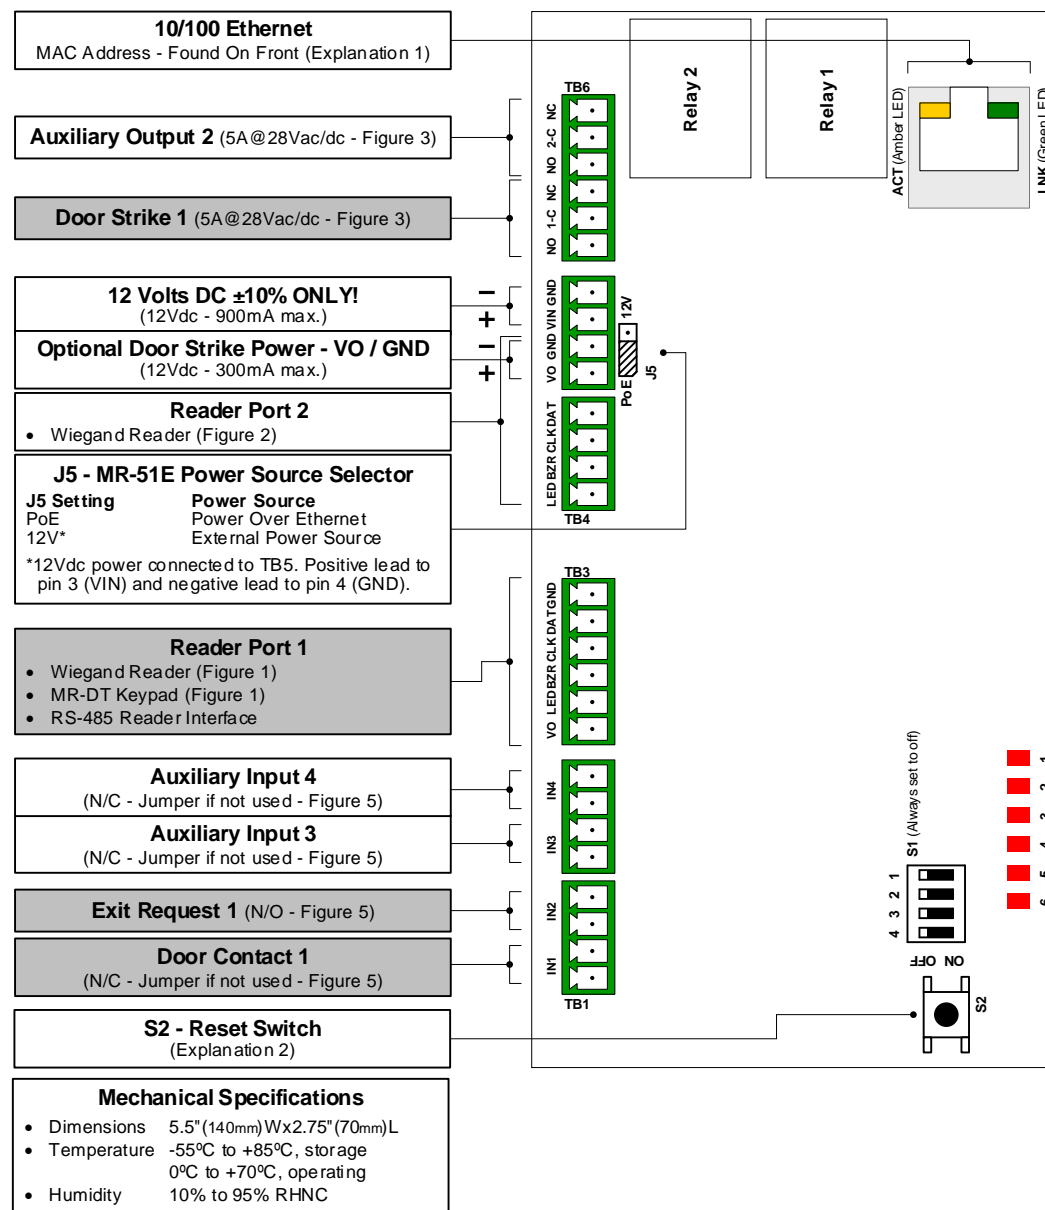 10/100 Ethernet
MAC Address - Found On Front (Explanation 1)
Auxiliary Output 2 (5A@28Vac/dc - Figure 3)
Door Strike 1 (5A@28Vac/dc - Figure 3)
12 Volts DC ±10% ONLY!
(12Vdc - 900mA max.)
Optional Door Strike Power - VO / GND
(12Vdc - 300mA max.)
Reader Port 2
• Wiegand Reader (Figure 2)
J5 - MR-51E Power Source Selector
J5 Setting Power Source
PoE Power Over Ethernet
12V* External Power Source
*12Vdc power connected to TB5. Positive lead to
pin 3 (VIN) and negative lead to pin 4 (GND).
Reader Port 1
• Wiegand Reader (Figure 1)
• MR-DT Keypad (Figure 1)
• RS-485 Reader Interface
Auxiliary Input 4
(N/C - Jumper if not used - Figure 5)
Auxiliary Input 3
(N/C - Jumper if not used - Figure 5)
Exit Request 1 (N/O - Figure 5)
Door Contact 1
(N/C - Jumper if not used - Figure 5)
S2 - Reset Switch
(Explanation 2)
Mechanical Specifications
• Dimensions 5.5"(140mm)Wx2.75"(70mm)L
• Temperature -55ºC to +85ºC, storage
0ºC to +70ºC, operating
• Humidity 10% to 95% RHNC
TB6
NO 1-C NC NO 2-C NC
− + − +
VO GND VIN GND
PoE 12V
J5
LED BZR CLK DAT
TB4
TB3
VO LED BZR CLK DAT GND
IN4
IN3
IN2
IN1
TB1
Relay 2
Relay 1
ACT (Amber LED)
LNK (Green LED)
S1 (Always set to off)
1
2
3
4
OFF ON
S2
1
2
3
4
5
6